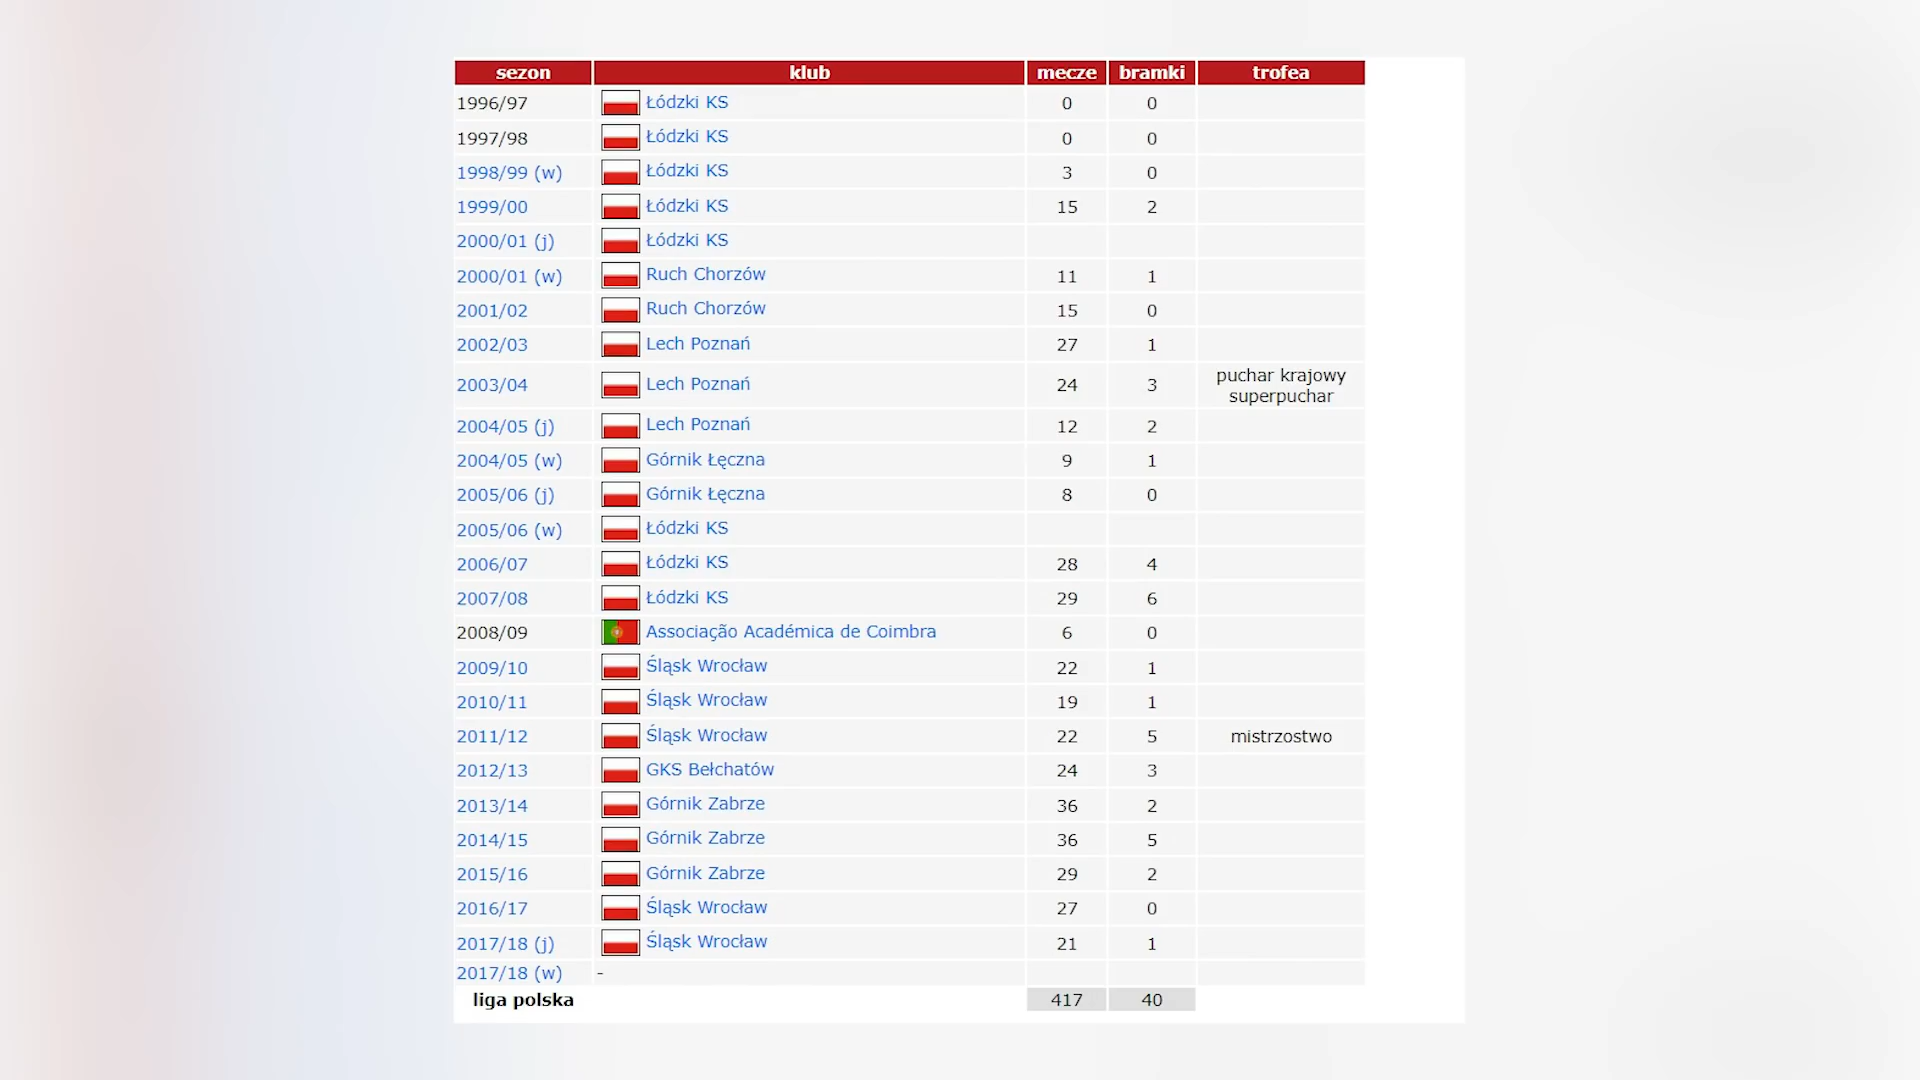 sezon klub mecze bramki trofea
1996/97 Łódzki KS 0 0
1997/98 Łódzki KS 0 0
1998/99 (w) Łódzki KS 3 0
1999/00 Łódzki KS 15 2
2000/01 (j) Łódzki KS
2000/01 (w) Ruch Chorzów 11 1
2001/02 Ruch Chorzów 15 0
2002/03 Lech Poznań 27 1
2003/04 Lech Poznań 24 3 puchar krajowy
superpuchar
2004/05 (j) Lech Poznań 12 2
2004/05 (w) Górnik Łęczna 9 1
2005/06 (j) Górnik Łęczna 8 0
2005/06 (w) Łódzki KS
2006/07 Łódzki KS 28 4
2007/08 Łódzki KS 29 6
2008/09 Associação Académica de Coimbra 6 0
2009/10 Śląsk Wrocław 22 1
2010/11 Śląsk Wrocław 19 1
2011/12 Śląsk Wrocław 22 5 mistrzostwo
2012/13 GKS Bełchatów 24 3
2013/14 Górnik Zabrze 36 2
2014/15 Górnik Zabrze 36 5
2015/16 Górnik Zabrze 29 2
2016/17 Śląsk Wrocław 27 0
2017/18 (j) Śląsk Wrocław 21 1
2017/18 (w) -
liga polska 417 40